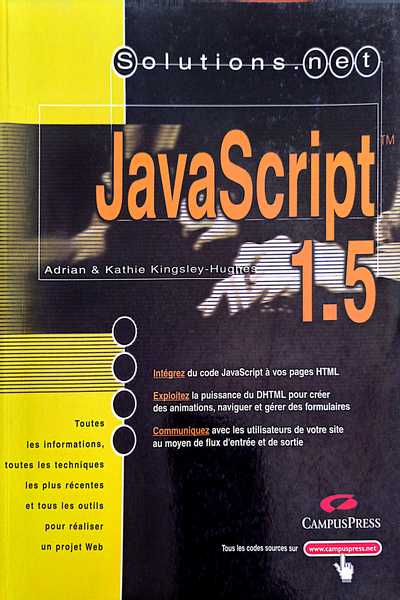 Solutions.net
JavaScript™
1.5
Adrian & Kathie Kingsley-Hughes
Intégrez du code JavaScript à vos pages HTML
Exploitez la puissance du DHTML pour créer
des animations, naviguer et gérer des formulaires
Communiquez avec les utilisateurs de votre site
au moyen de flux d'entrée et de sortie
Toutes
les informations,
toutes les techniques
les plus récentes
et tous les outils
pour réaliser
un projet Web
CAMPUSPRESS
Tous les codes sources sur www.campuspress.net